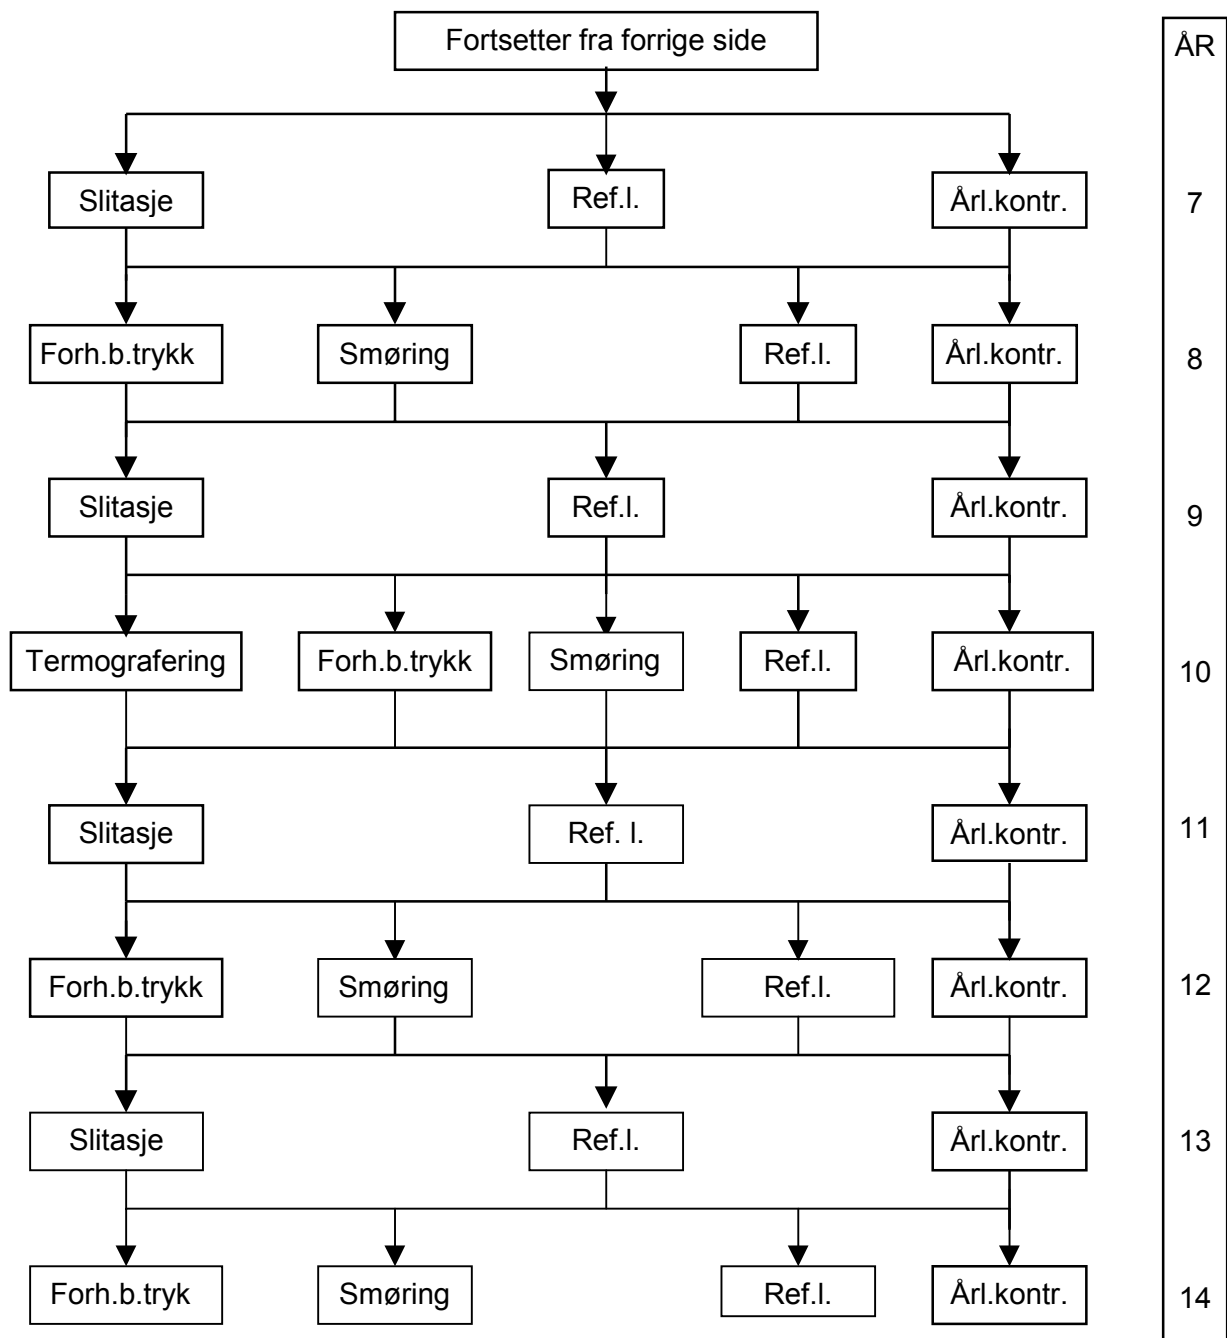 Fortsetter fra forrige side
ÅR
Slitasje
Ref.l.
Årl.kontr.
7
Forh.b.trykk
Smøring
Ref.l.
Årl.kontr.
8
Slitasje
Ref.l.
Årl.kontr.
9
Termografering
Forh.b.trykk
Smøring
Ref.l.
Årl.kontr.
10
Slitasje
Ref. l.
Årl.kontr.
11
Forh.b.trykk
Smøring
Ref.l.
Årl.kontr.
12
Slitasje
Ref.l.
Årl.kontr.
13
Forh.b.tryk
Smøring
Ref.l.
Årl.kontr.
14